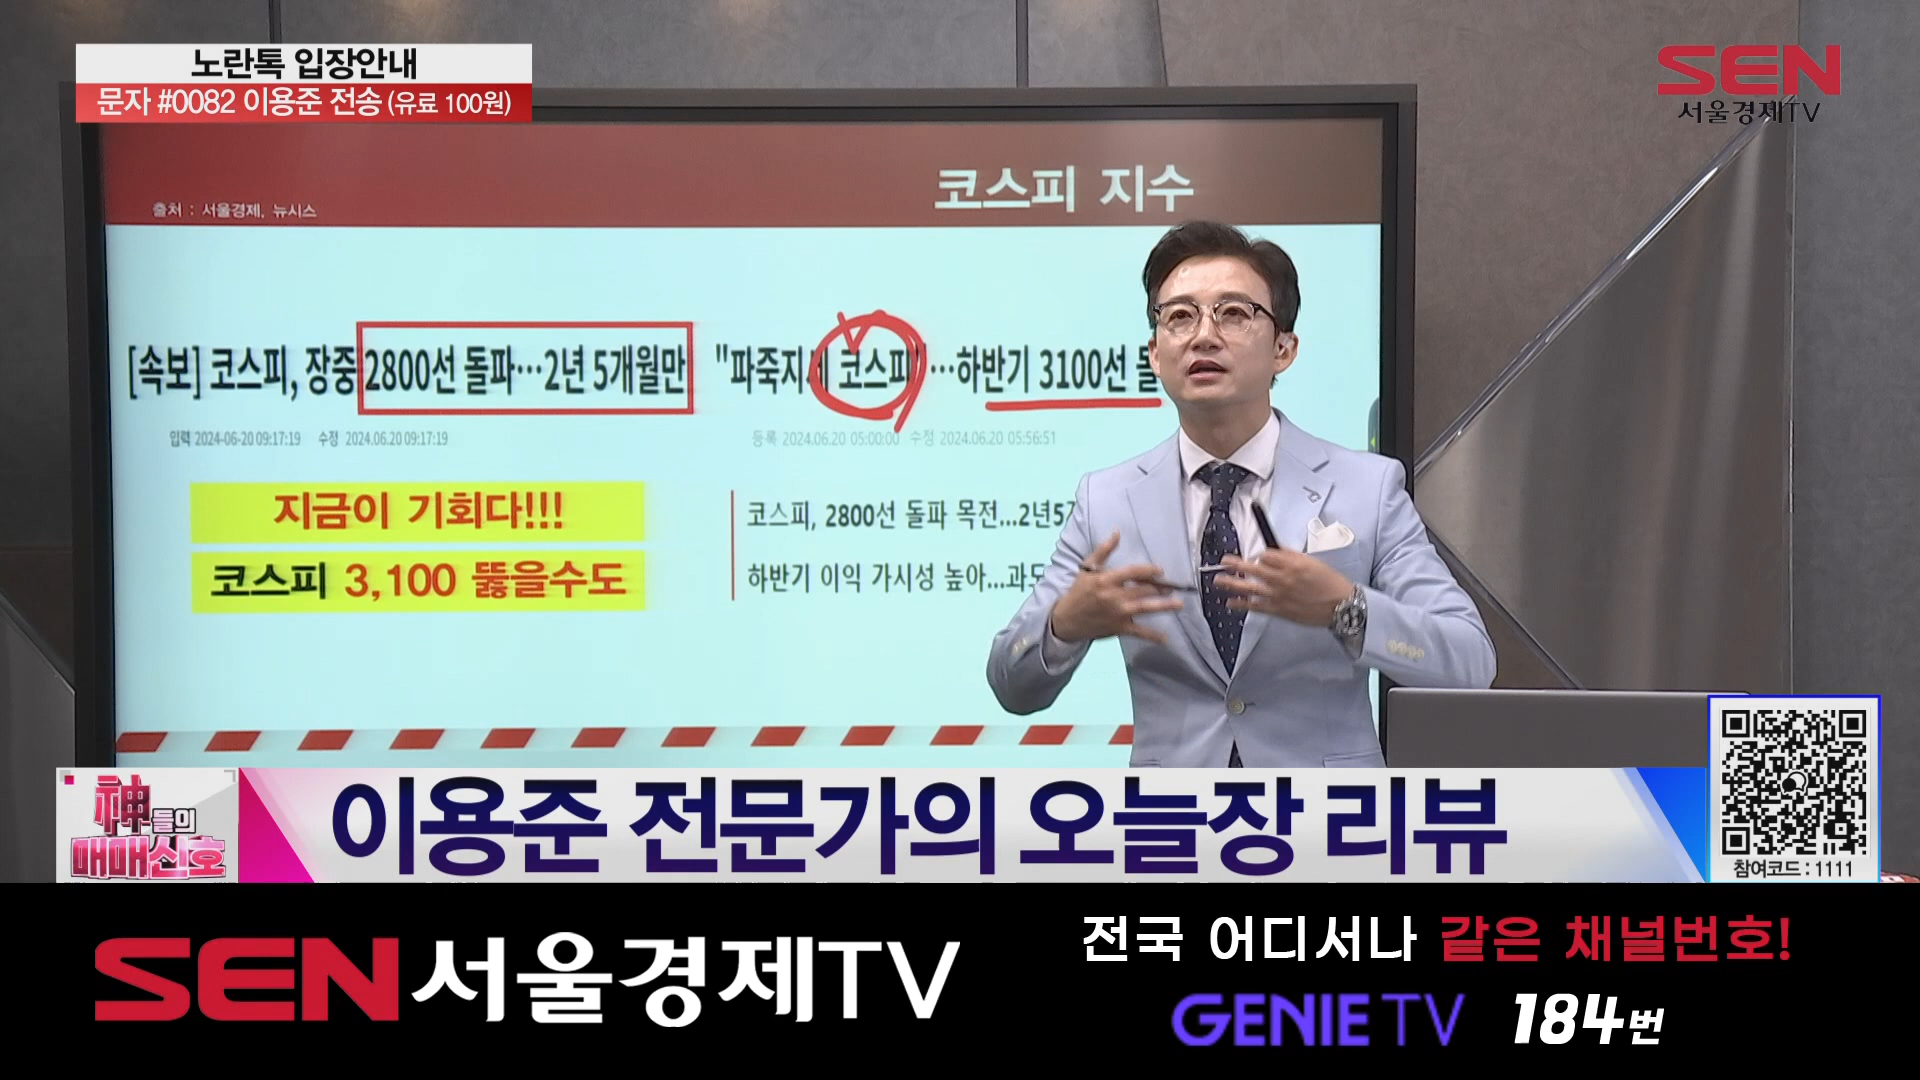 노란톡 입장안내
문자 #0082 이용준 전송 (유료 100원)
SEN
서울경제TV
코스피 지수
출처 : 서울경제, 뉴시스
[속보] 코스피, 장중 2800선 돌파…2년 5개월만
입력 2024-06-20 09:17:19 수정 2024.06.20 09:17:19
"파죽지세 코스피"…하반기 3100선 돌
등록 2024.06.20 05:00:00 수정 2024.06.20 05:56:51
지금이 기회다!!!
코스피 3,100 뚫을수도
코스피, 2800선 돌파 목전...2년5
하반기 이익 가시성 높아...과도
神들의
매매신호
이용준 전문가의 오늘장 리뷰
참여코드 : 1111
SEN 서울경제TV
전국 어디서나 같은 채널번호!
GENIE TV 184번